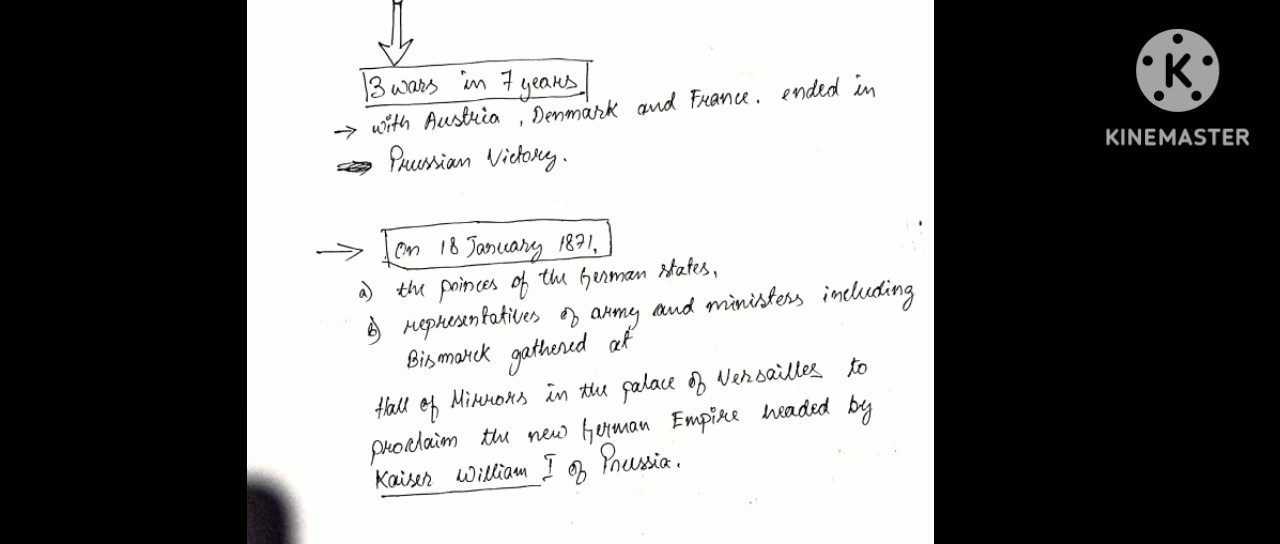 3 wars in 7 years.
→ with Austria, Denmark and France. ended in
Prussian Victory.
→ On 18 January 1871,
a) the princes of the German states,
b) representatives of army and ministers including
Bismarck gathered at
Hall of Mirrors in the palace of Versailles to
proclaim the new German Empire headed by
Kaiser William I of Prussia.
K
KINEMASTER